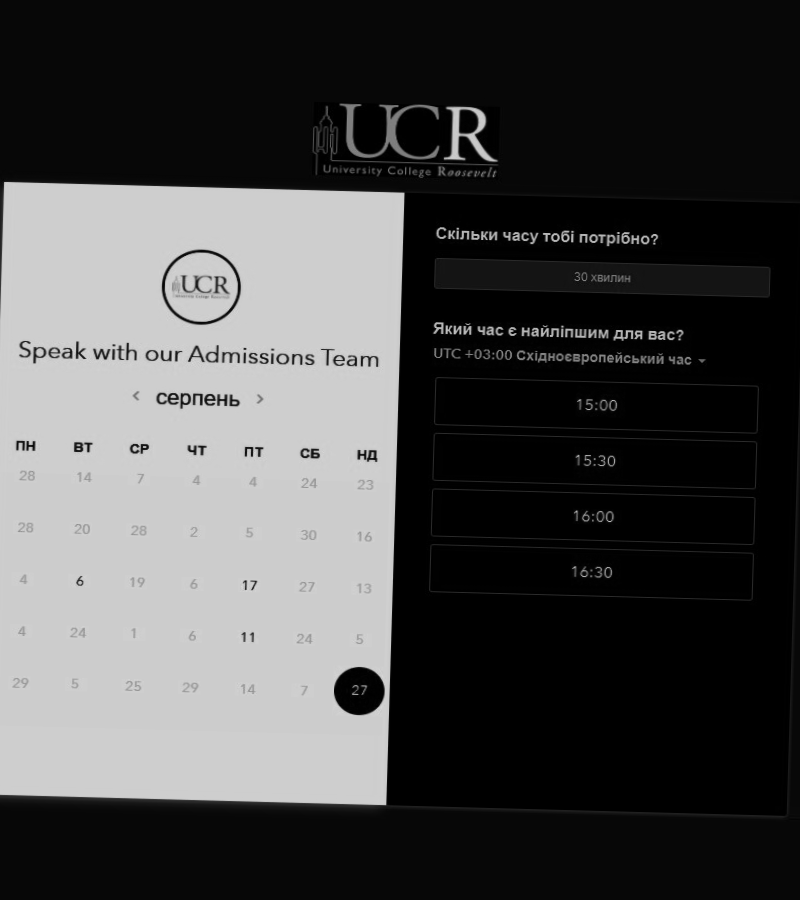 UCR
University College Roosevelt
UCR
University College Roosevelt
Speak with our Admissions Team
серпень
ПН ВТ СР ЧТ ПТ СБ НД
28 14 7 4 4 24 23
28 20 28 2 5 30 16
4 6 19 6 17 27 13
4 24 1 6 11 24 5
29 5 25 29 14 7 27
Скільки часу тобі потрібно?
30 хвилин
Який час є найліпшим для вас?
UTC +03:00 Східноєвропейський час
15:00
15:30
16:00
16:30